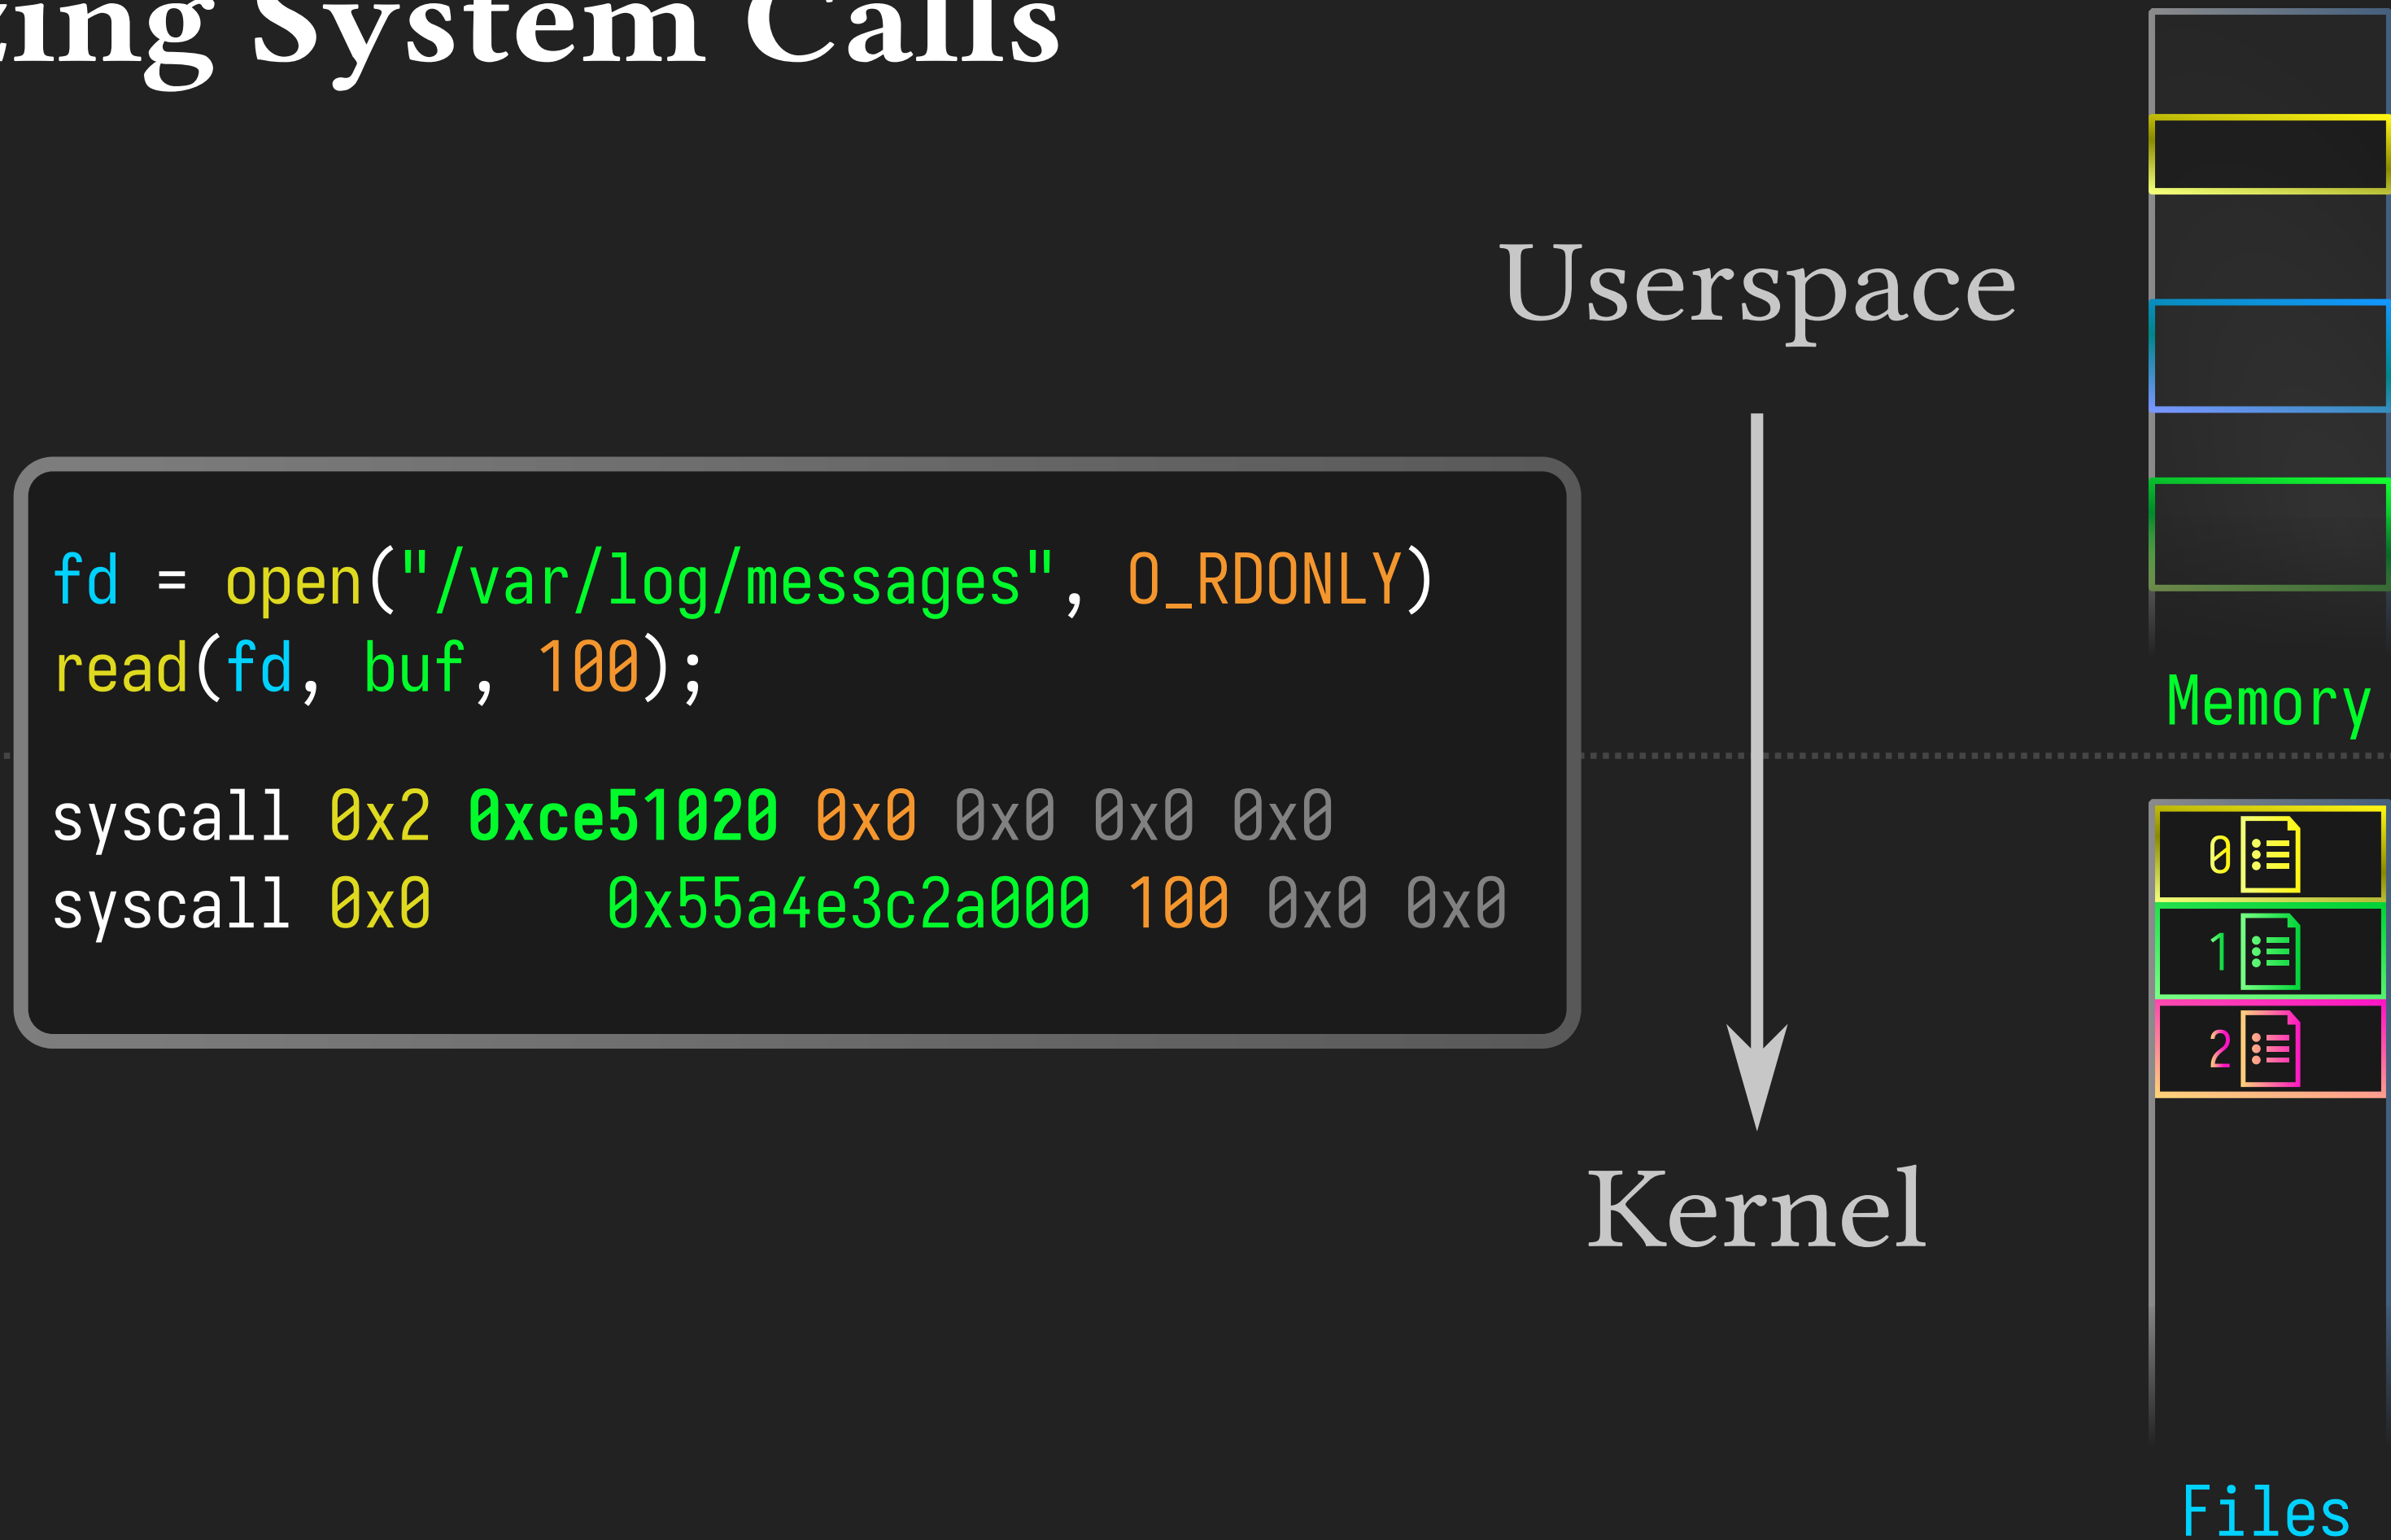 ing System Calls
Userspace
fd = open("/var/log/messages", O_RDONLY)
read(fd, buf, 100);
syscall 0x2 0xce51020 0x0 0x0 0x0 0x0
syscall 0x0 0x55a4e3c2a000 100 0x0 0x0
Kernel
Memory
0
1
2
Files